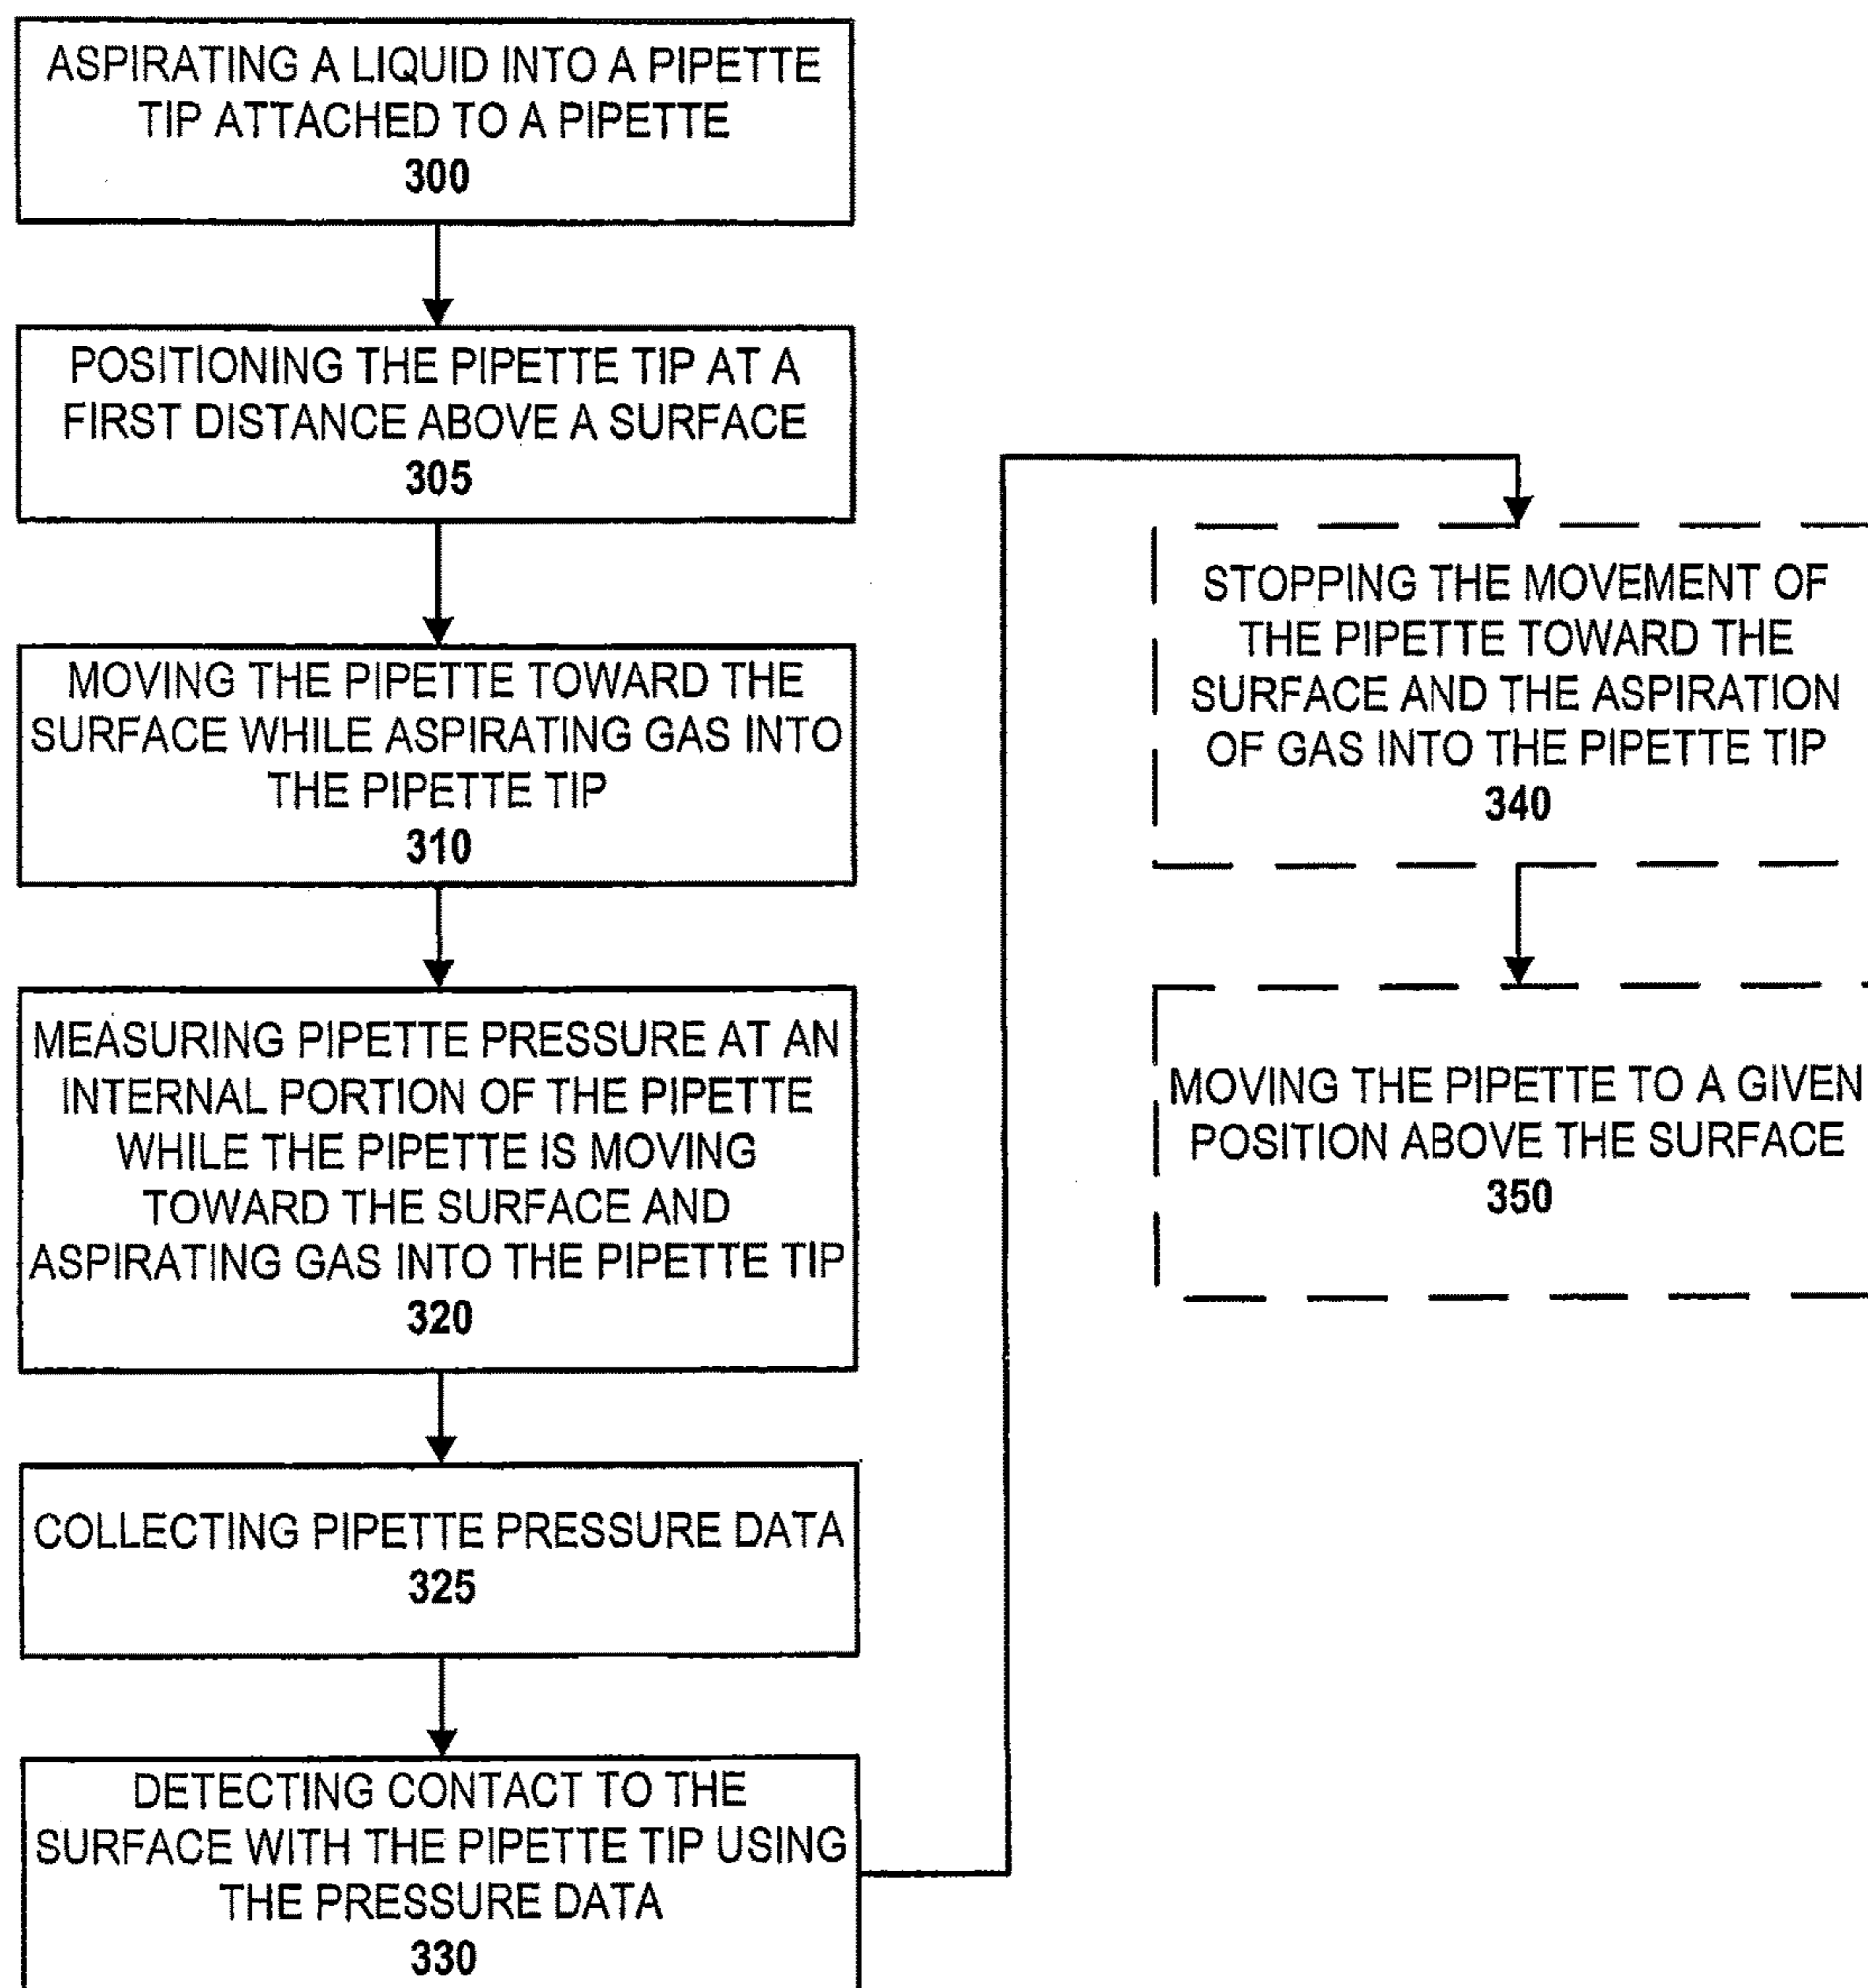 ASPIRATING A LIQUID INTO A PIPETTE
TIP ATTACHED TO A PIPETTE
300
POSITIONING THE PIPETTE TIP AT A
FIRST DISTANCE ABOVE A SURFACE
305
MOVING THE PIPETTE TOWARD THE
SURFACE WHILE ASPIRATING GAS INTO
THE PIPETTE TIP
310
MEASURING PIPETTE PRESSURE AT AN
INTERNAL PORTION OF THE PIPETTE
WHILE THE PIPETTE IS MOVING
TOWARD THE SURFACE AND
ASPIRATING GAS INTO THE PIPETTE TIP
320
COLLECTING PIPETTE PRESSURE DATA
325
DETECTING CONTACT TO THE
SURFACE WITH THE PIPETTE TIP USING
THE PRESSURE DATA
330
STOPPING THE MOVEMENT OF
THE PIPETTE TOWARD THE
SURFACE AND THE ASPIRATION
OF GAS INTO THE PIPETTE TIP
340
MOVING THE PIPETTE TO A GIVEN
POSITION ABOVE THE SURFACE
350